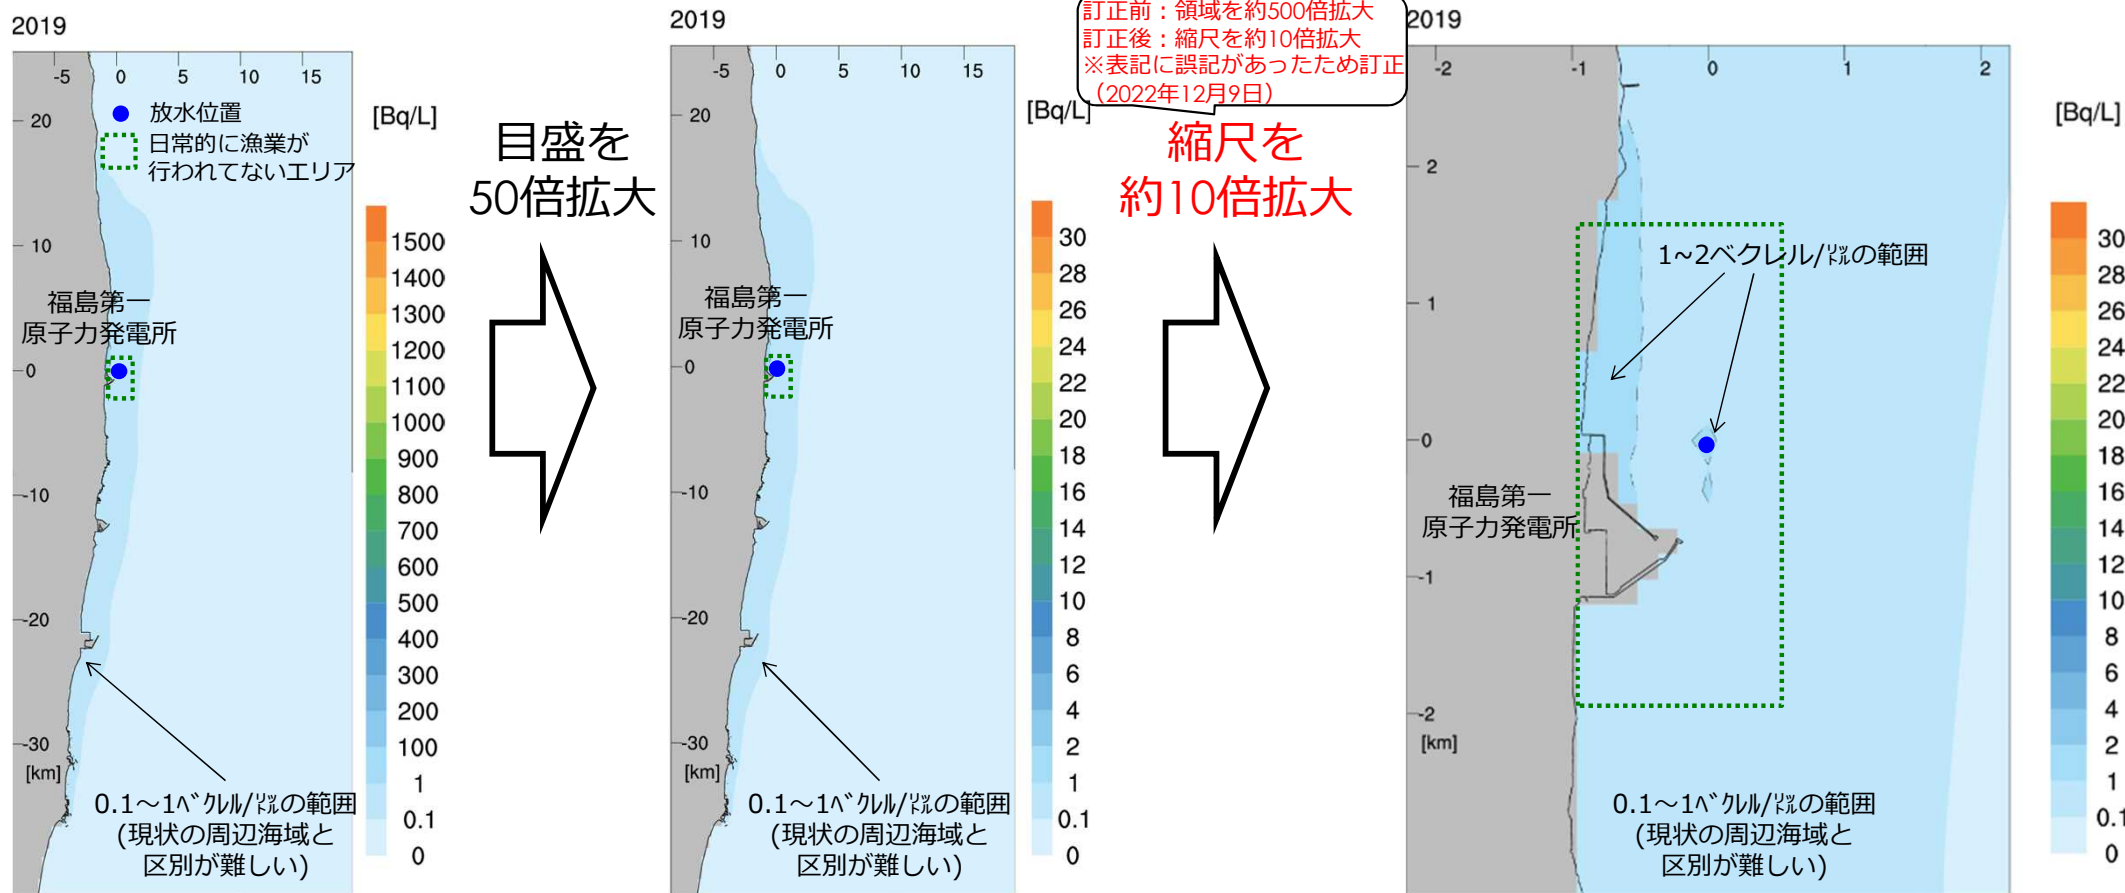 2019
-5 0 5 10 15
放水位置
日常的に漁業が
行われてないエリア
20
10
福島第一
原子力発電所
0
-10
-20
-30
[km]
0.1～1ﾍﾞｸﾚﾙ/㍑の範囲
(現状の周辺海域と
区別が難しい)
[Bq/L]
1500
1400
1300
1200
1100
1000
900
800
700
600
500
400
300
200
100
1
0.1
0
目盛を
50倍拡大
2019
-5 0 5 10 15
20
10
福島第一
原子力発電所
0
-10
-20
-30
[km]
0.1～1ﾍﾞｸﾚﾙ/㍑の範囲
(現状の周辺海域と
区別が難しい)
[Bq/L]
30
28
26
24
22
20
18
16
14
12
10
8
6
4
2
1
0.1
0
訂正前：領域を約500倍拡大
訂正後：縮尺を約10倍拡大
※表記に誤記があったため訂正
（2022年12月9日）
縮尺を
約10倍拡大
2019
-2 -1 0 1 2
2
1~2ベクレル/㍑の範囲
1
0
福島第一
原子力発電所
-1
-2
[km]
0.1～1ﾍﾞｸﾚﾙ/㍑の範囲
(現状の周辺海域と
区別が難しい)
[Bq/L]
30
28
26
24
22
20
18
16
14
12
10
8
6
4
2
1
0.1
0